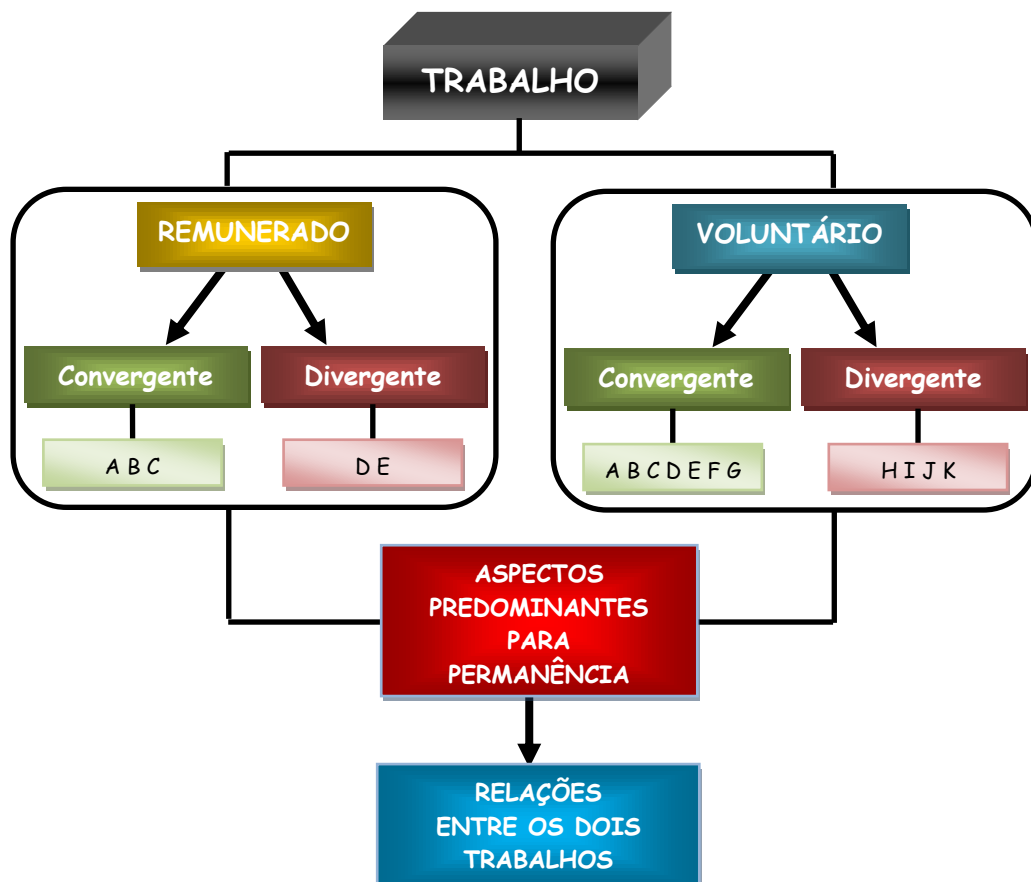 TRABALHO
REMUNERADO
VOLUNTÁRIO
Convergente
Divergente
Convergente
Divergente
A B C
D E
A B C D E F G
H I J K
ASPECTOS
PREDOMINANTES
PARA
PERMANÊNCIA
RELAÇÕES
ENTRE OS DOIS
TRABALHOS